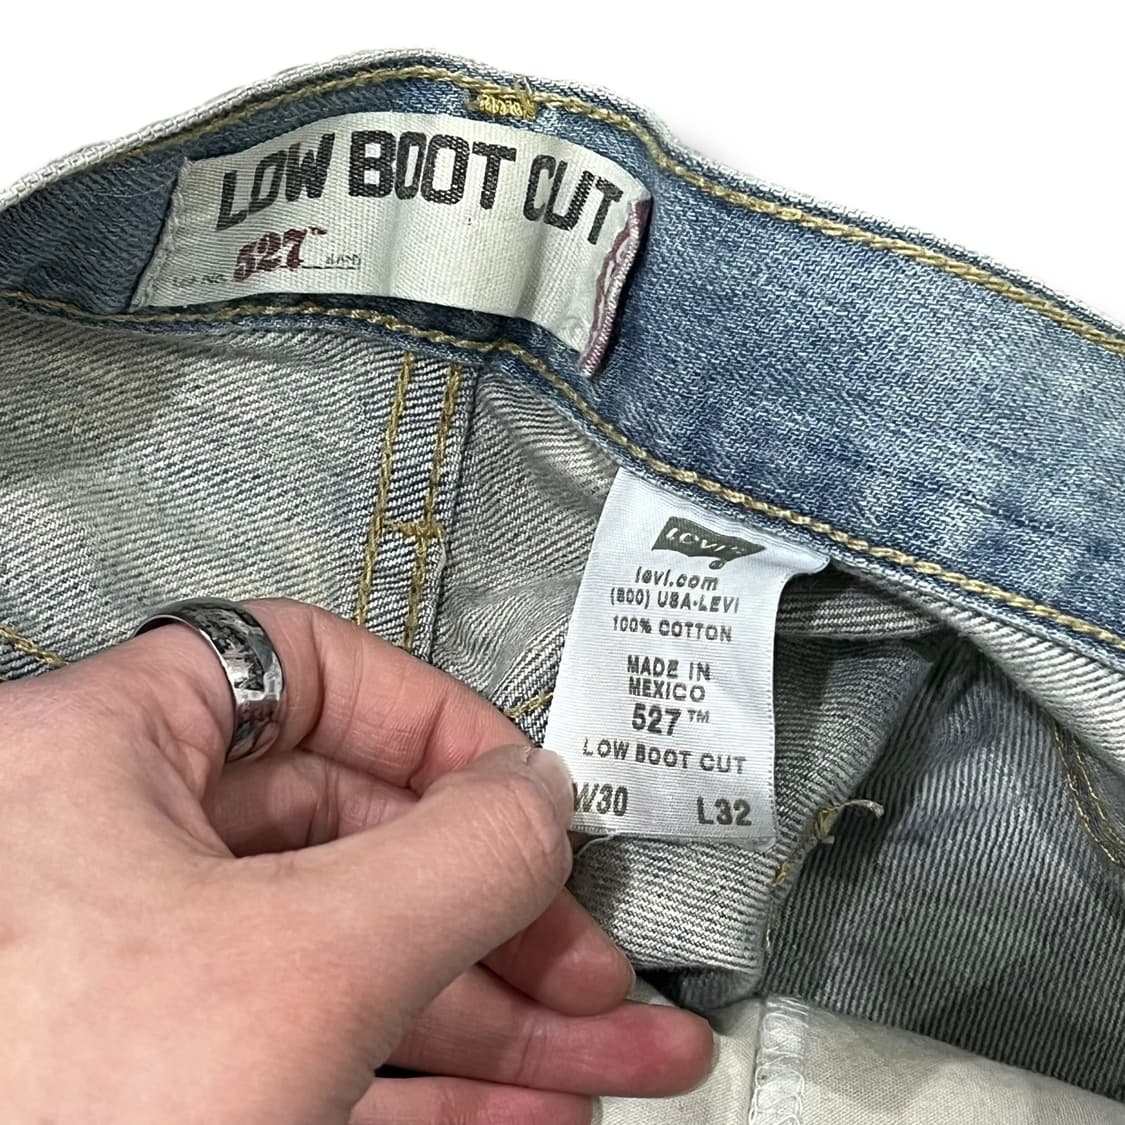 LOW BOOT CUT
527™
Levi's
levi.com
(800) USA-LEVI
100% COTTON
MADE IN
MEXICO
527™
LOW BOOT CUT
W30 L32